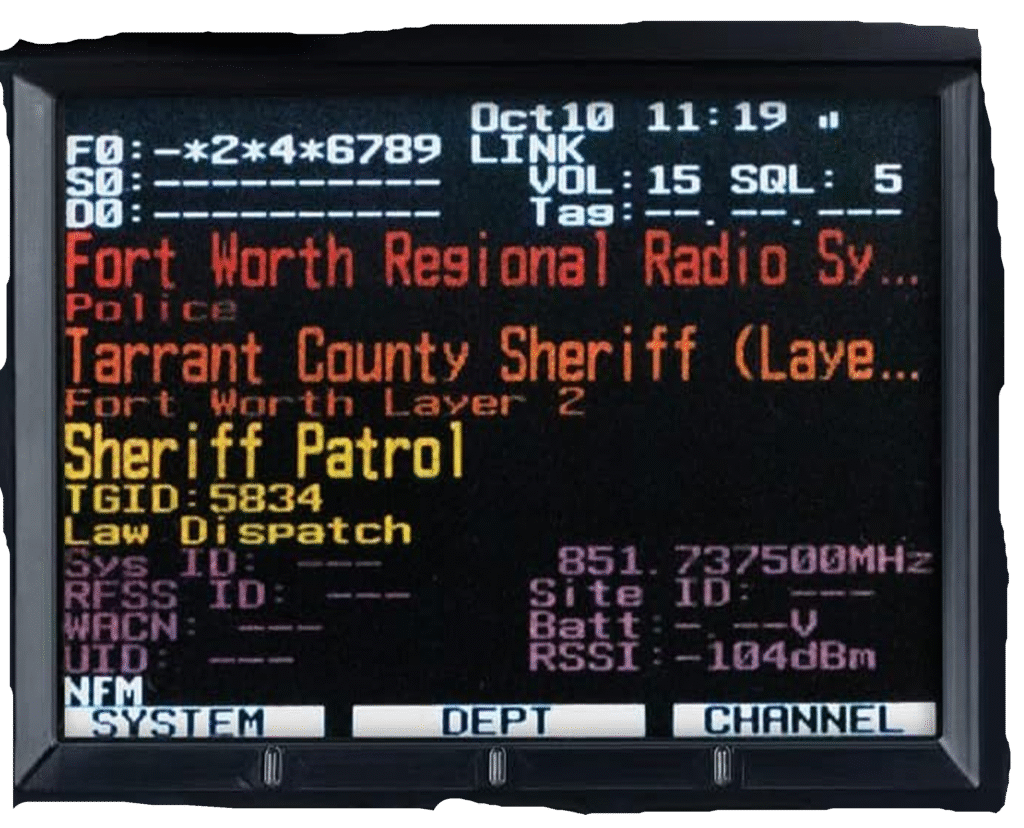 Oct10 11:19
F0:-*2*4*6789 LINK
S0:---------- VOL:15 SQL: 5
D0:---------- Tag:--.--.---
Fort Worth Regional Radio Sy...
Police
Tarrant County Sheriff (Laye...
Fort Worth Layer 2
Sheriff Patrol
TGID:5834
Law Dispatch
Sys ID: --- 851.737500MHz
RFSS ID: --- Site ID: ---
WACN: --- Batt:-.--V
UID: --- RSSI:-104dBm
NFM
SYSTEM DEPT CHANNEL